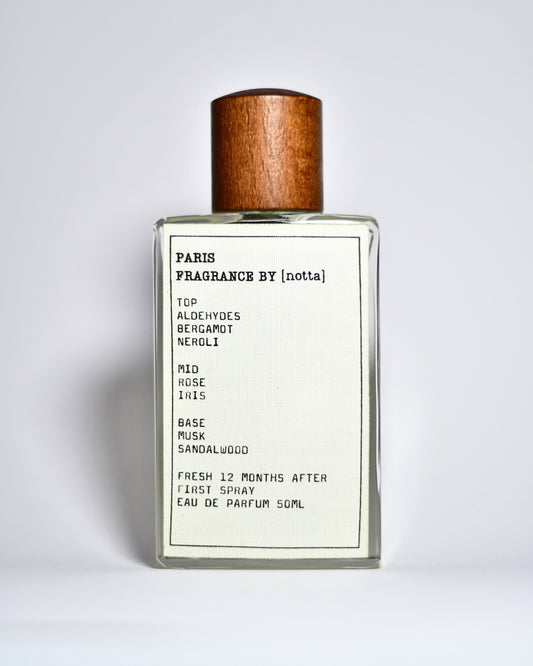 PARIS
FRAGRANCE BY [notta]
TOP
ALDEHYDES
BERGAMOT
NEROLI
MID
ROSE
IRIS
BASE
MUSK
SANDALWOOD
FRESH 12 MONTHS AFTER
FIRST SPRAY
EAU DE PARFUM 50ML